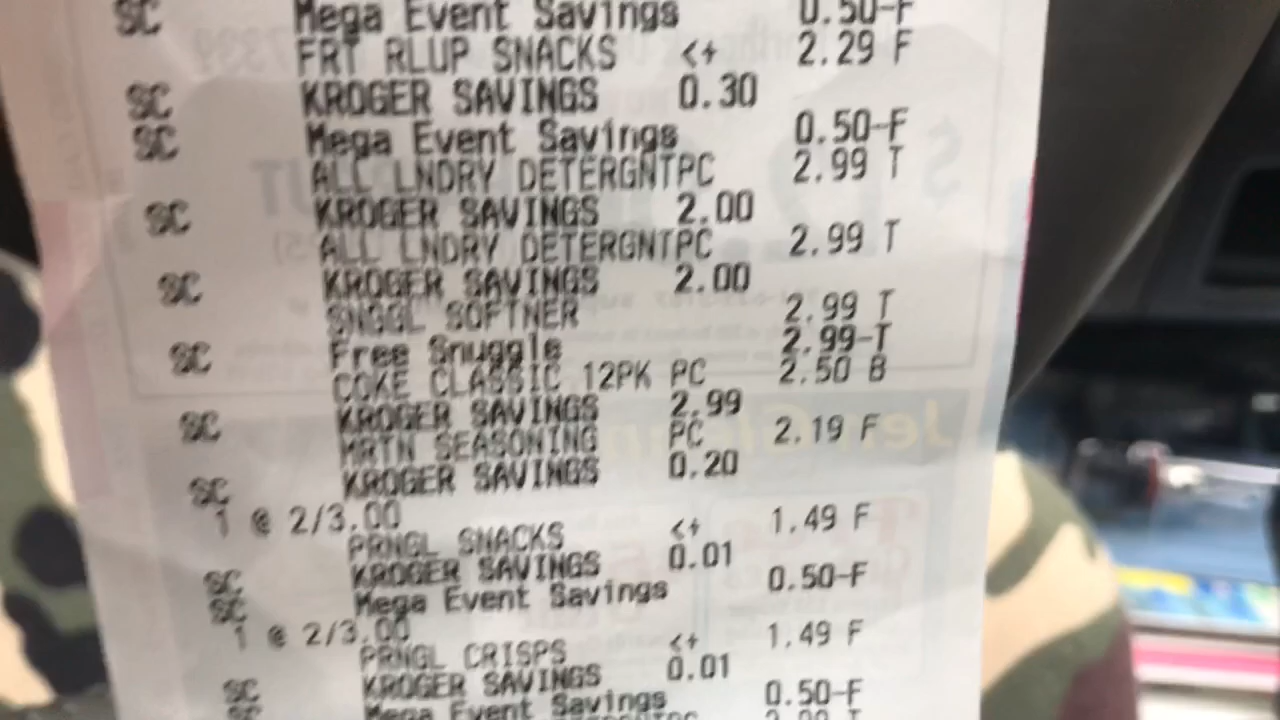 SC Mega Event Savings 0.50-F
FRT RLUP SNACKS <+ 2.29 F
SC KROGER SAVINGS 0.30
SC Mega Event Savings 0.50-F
ALL LNDRY DETERGNTPC 2.99 T
SC KROGER SAVINGS 2.00
ALL LNDRY DETERGNTPC 2.99 T
SC KROGER SAVINGS 2.00
SNGGL SOFTNER 2.99 T
SC Free Snuggle 2.99-T
COKE CLASSIC 12PK PC 2.50 B
SC KROGER SAVINGS 2.99
MRTN SEASONING PC 2.19 F
SC KROGER SAVINGS 0.20
1 @ 2/3.00
PRNGL SNACKS <+ 1.49 F
SC KROGER SAVINGS 0.01
SC Mega Event Savings 0.50-F
1 @ 2/3.00
PRNGL CRISPS <+ 1.49 F
SC KROGER SAVINGS 0.01
SC Mega Event Savings 0.50-F